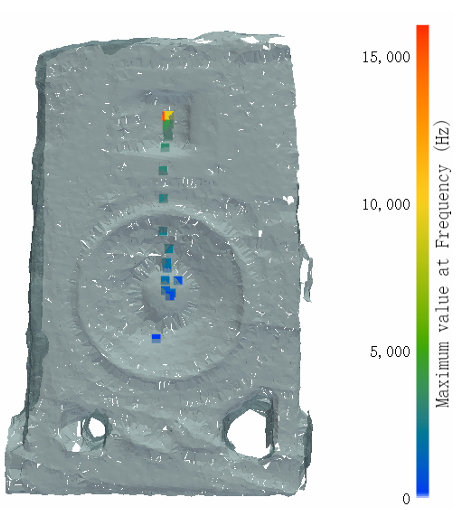 15,000
10,000
5,000
0
Maximum value at Frequency (Hz)